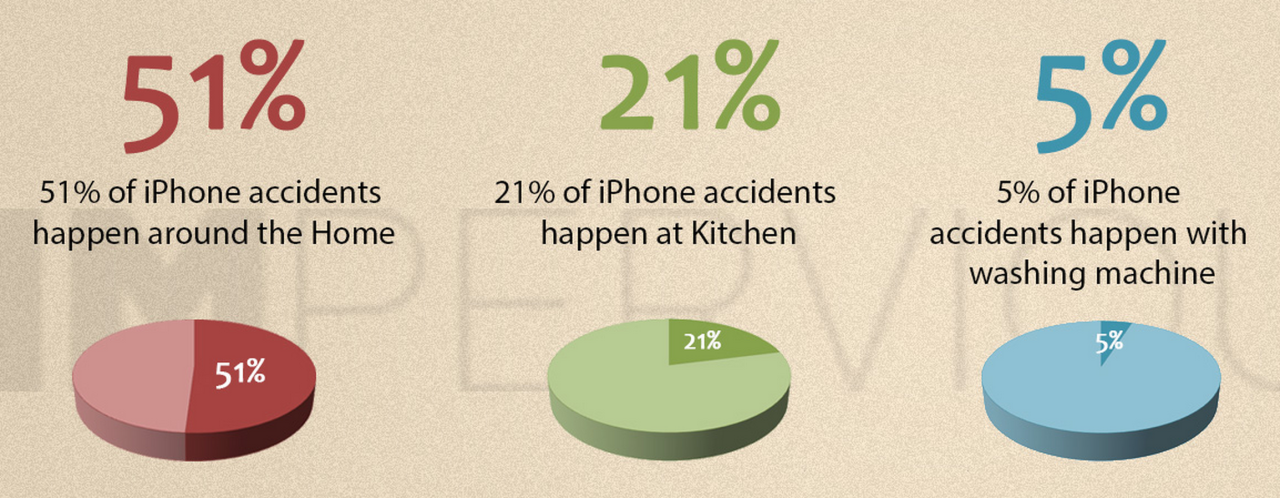 51%
51% of iPhone accidents
happen around the Home
51%
21%
21% of iPhone accidents
happen at Kitchen
21%
5%
5% of iPhone
accidents happen with
washing machine
5%
IMPERVIOU